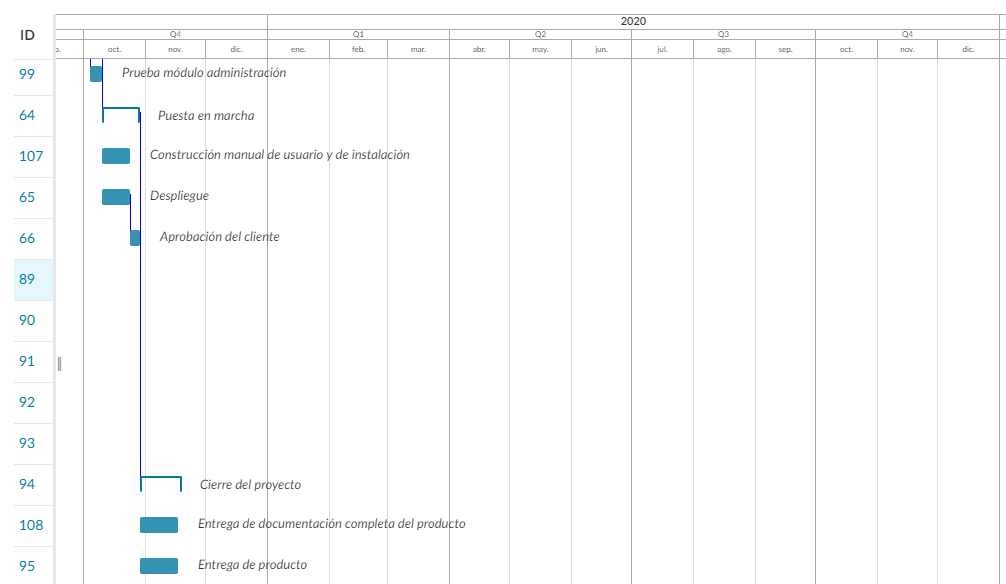 2020
ID
Q4 Q1 Q2 Q3 Q4
oct. nov. dic. ene. feb. mar. abr. may. jun. jul. ago. sep. oct. nov. dic.
99 Prueba módulo administración
64 Puesta en marcha
107 Construcción manual de usuario y de instalación
65 Despliegue
66 Aprobación del cliente
89
90
91
92
93
94 Cierre del proyecto
108 Entrega de documentación completa del producto
95 Entrega de producto